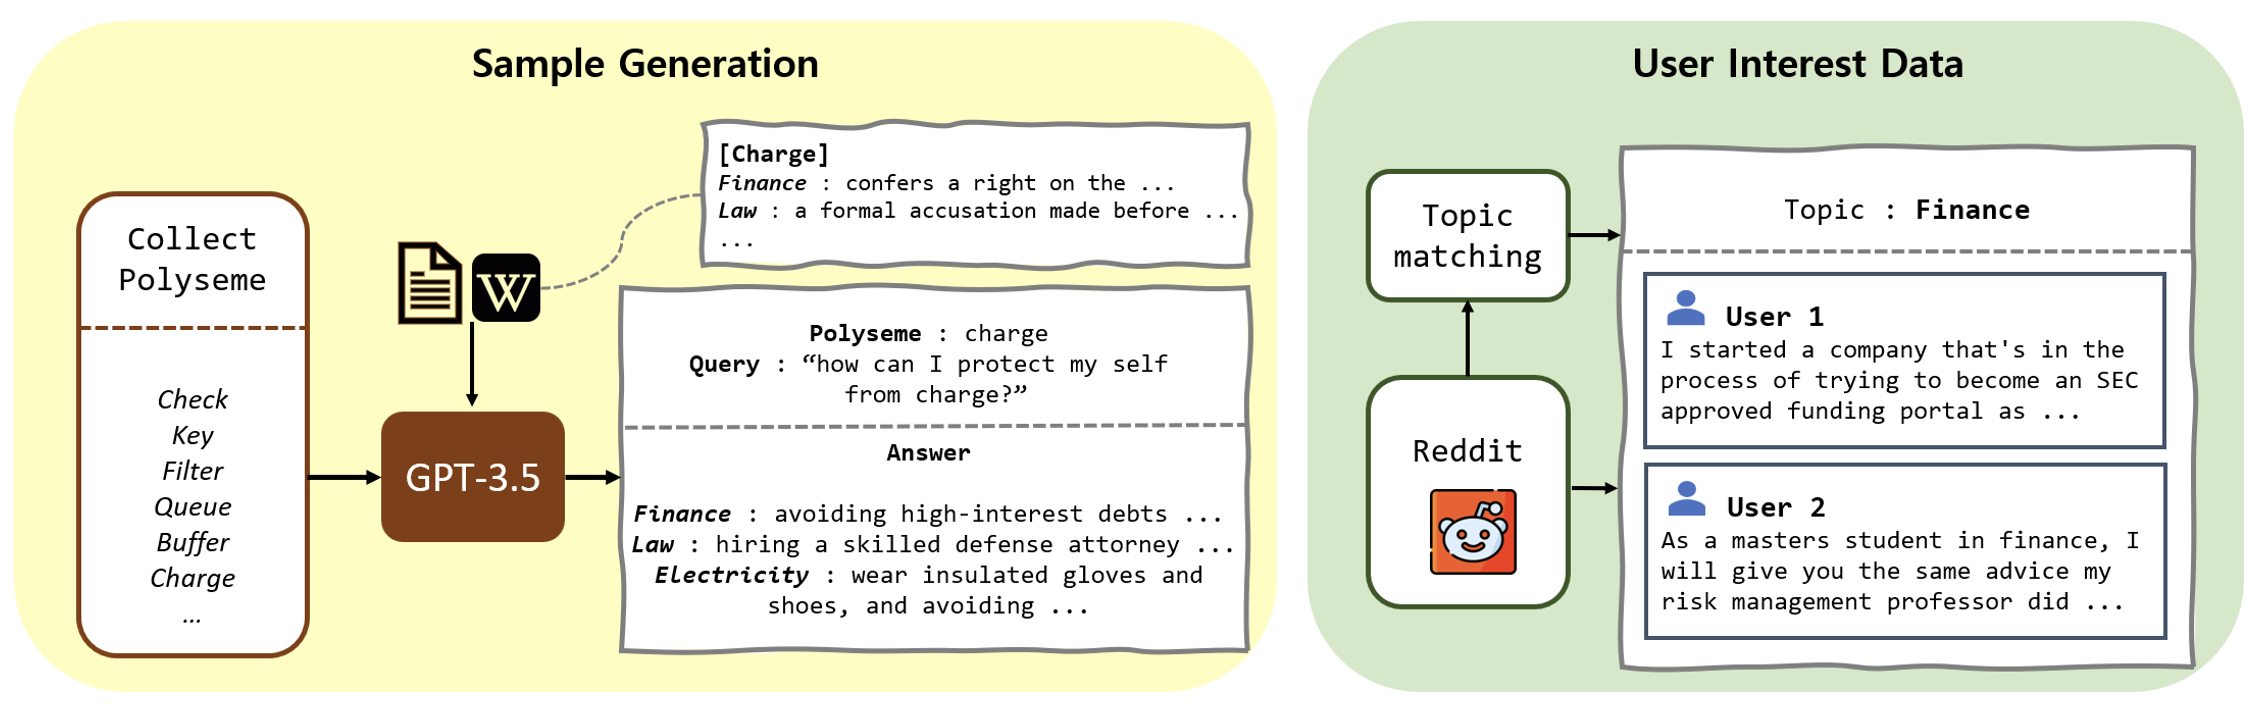 Sample Generation
Collect
Polyseme
Check
Key
Filter
Queue
Buffer
Charge
...
W
GPT-3.5
[Charge]
Finance : confers a right on the ...
Law : a formal accusation made before ...
...
Polyseme : charge
Query : “how can I protect my self
from charge?”
Answer
Finance : avoiding high-interest debts ...
Law : hiring a skilled defense attorney ...
Electricity : wear insulated gloves and
shoes, and avoiding ...
User Interest Data
Topic
matching
Reddit
Topic : Finance
User 1
I started a company that's in the
process of trying to become an SEC
approved funding portal as ...
User 2
As a masters student in finance, I
will give you the same advice my
risk management professor did ...